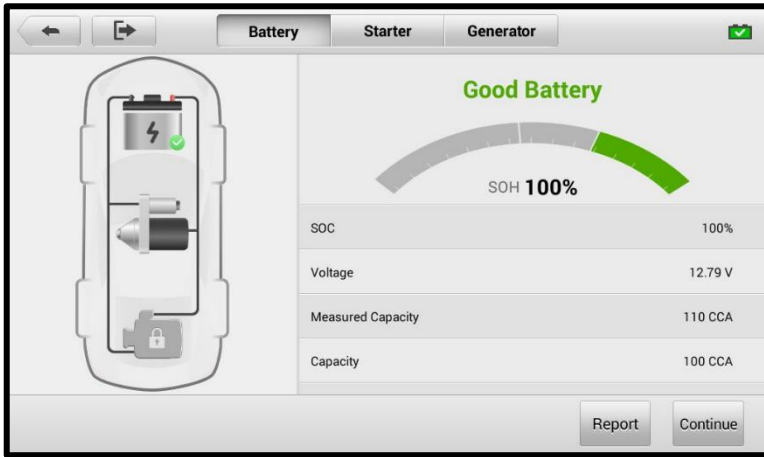 Battery Starter Generator
Good Battery
SOH 100%
SOC 100%
Voltage 12.79 V
Measured Capacity 110 CCA
Capacity 100 CCA
Report Continue